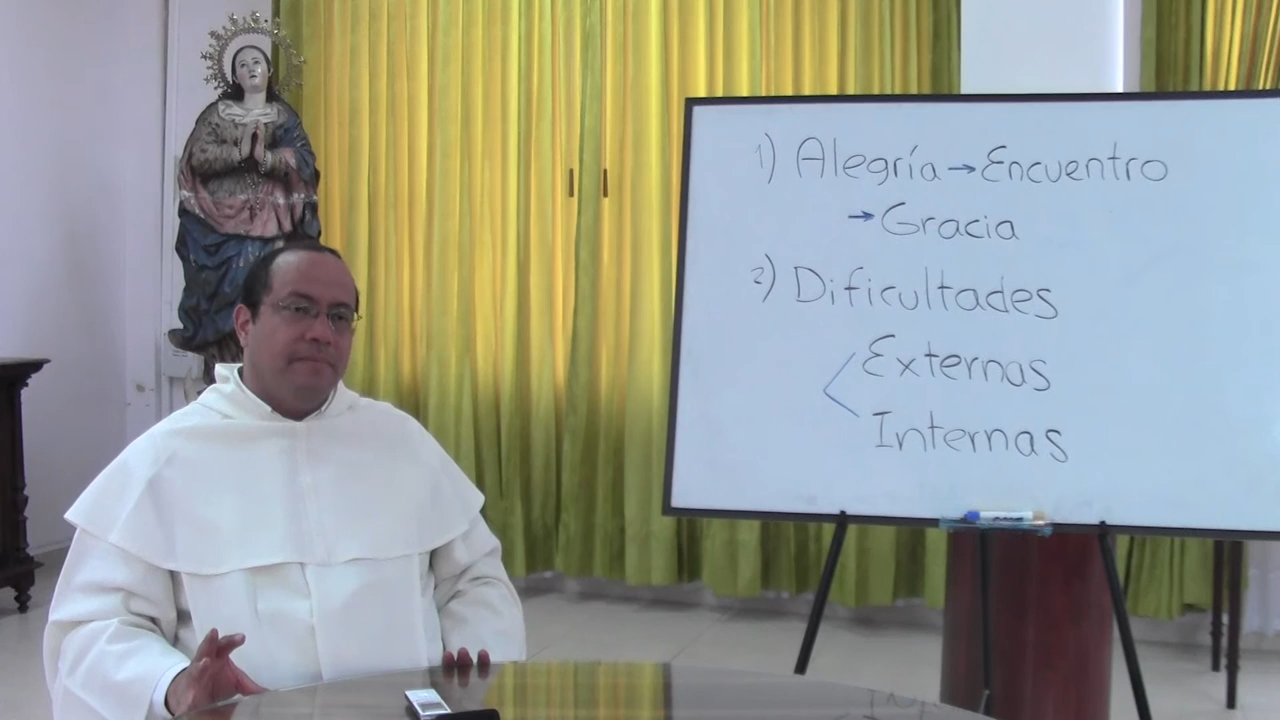 1) Alegría → Encuentro
→ Gracia
2) Dificultades
Externas
Internas